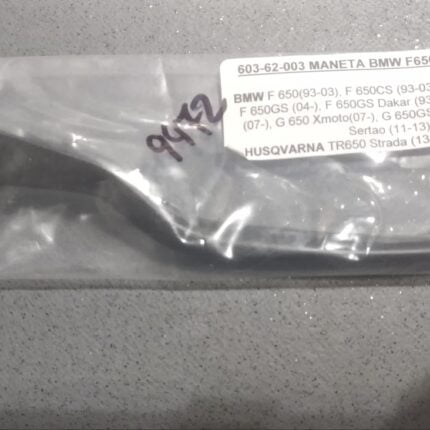 603-62-003 MANETA BMW F650
BMW F 650(93-03), F 650CS (93-03
F 650GS (04-), F 650GS Dakar (93
(07-), G 650 Xmoto(07-), G 650GS
Sertao (11-13)
HUSQVARNA TR650 Strada (13
9472